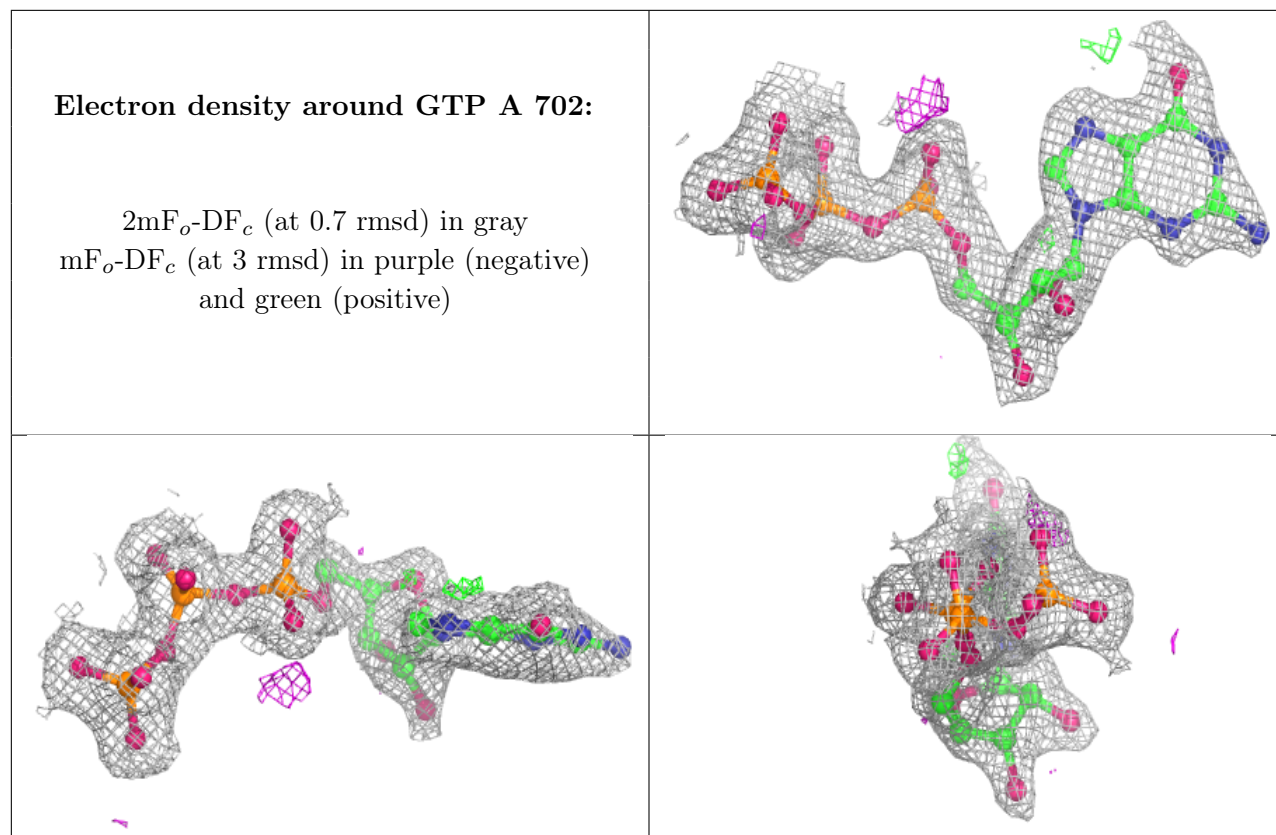 Electron density around GTP A 702:
2mFo-DFc (at 0.7 rmsd) in gray
mFo-DFc (at 3 rmsd) in purple (negative)
and green (positive)